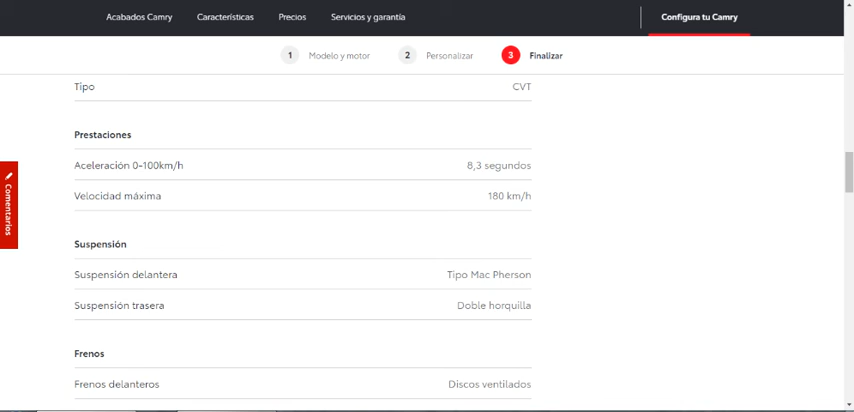 Acabados Camry Características Precios Servicios y garantía Configura tu Camry
1 Modelo y motor 2 Personalizar 3 Finalizar
Tipo CVT
Prestaciones
Aceleración 0-100km/h 8,3 segundos
Velocidad máxima 180 km/h
Comentarios
Suspensión
Suspensión delantera Tipo Mac Pherson
Suspensión trasera Doble horquilla
Frenos
Frenos delanteros Discos ventilados